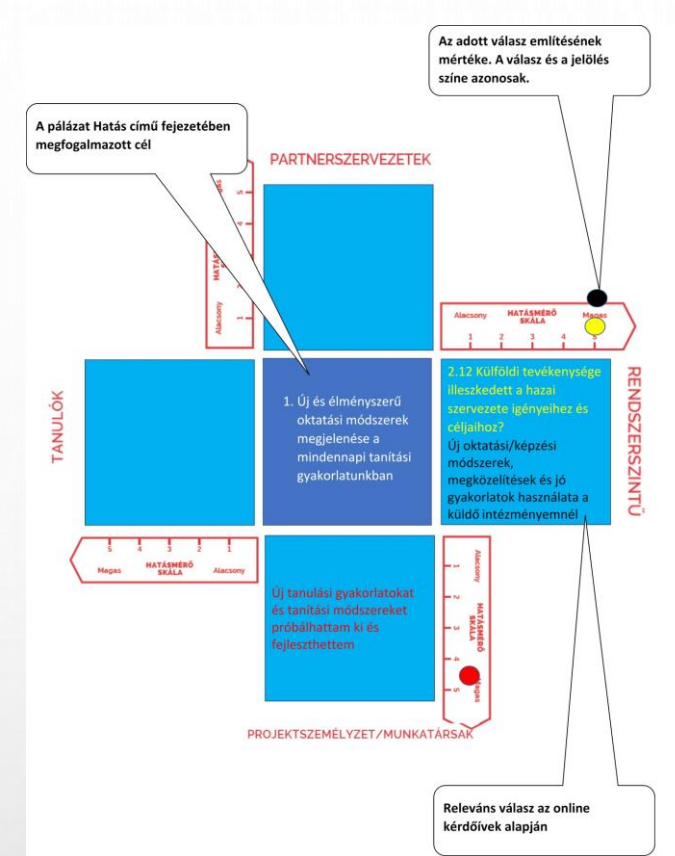 Az adott válasz említésének
mértéke. A válasz és a jelölés
színe azonosak.
A pálázat Hatás című fejezetében
megfogalmazott cél
PARTNERSZERVEZETEK
5
4
1
Alacsony
Alacsony
HATÁSMÉRŐ
SKÁLA
Magas
1 2 3 4 5
TANULÓK
1. Új és élményszerű
oktatási módszerek
megjelenése a
mindennapi tanítási
gyakorlatunkban
2.12 Külföldi tevékenysége
illeszkedett a hazai
szervezete igényeihez és
céljaihoz?
Új oktatási/képzési
módszerek,
megközelítések és jó
gyakorlatok használata a
küldő intézményemnél
RENDSZERSZINTŰ
5 4 3 2 1
Magas
HATÁSMÉRŐ
SKÁLA
Alacsony
Új tanulási gyakorlatokat
és tanítási módszereket
próbálhattam ki és
fejleszthettem
Alacsony
HATÁSMÉRŐ
SKÁLA
Magas
1
2
3
4
5
PROJEKTSZEMÉLYZET/MUNKATÁRSAK
Releváns válasz az online
kérdőívek alapján